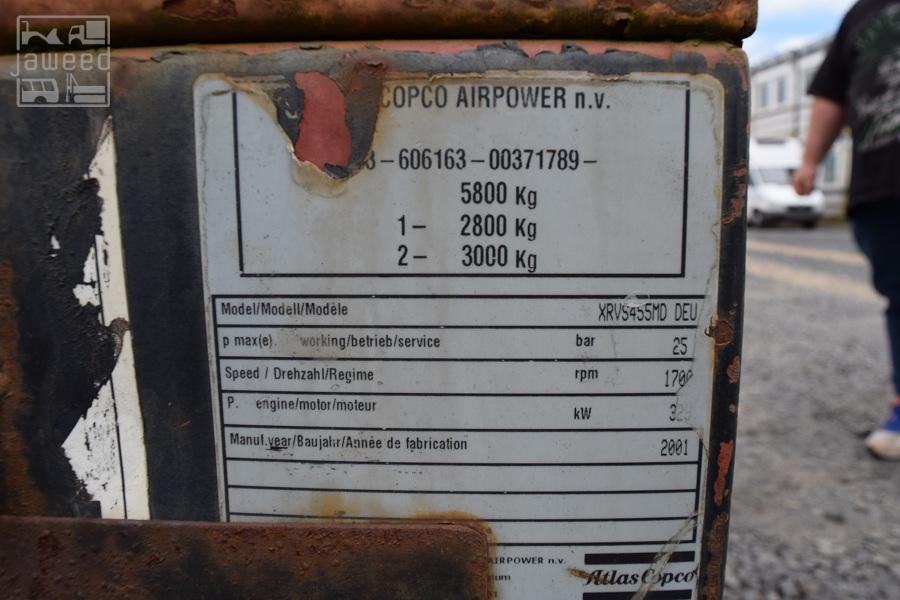 jaweed
COPCO AIRPOWER n.v.
3-606163-00371789-
5800 Kg
1- 2800 Kg
2- 3000 Kg
Model/Modell/Modèle XRVS455MD DEU
p max(e). working/betrieb/service bar 25
Speed / Drehzahl/Regime rpm 1700
P. engine/motor/moteur kW
Manuf.year/Baujahr/Année de fabrication 2001
AIRPOWER n.v.
Atlas Copco